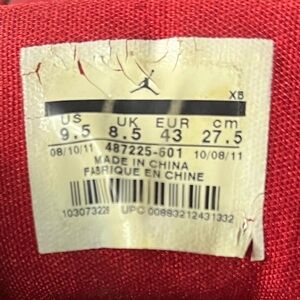 XB
US UK EUR cm
9.5 8.5 43 27.5
08/10/11 487225-601 10/08/11
MADE IN CHINA
FABRIQUE EN CHINE
UPC 00883212431332